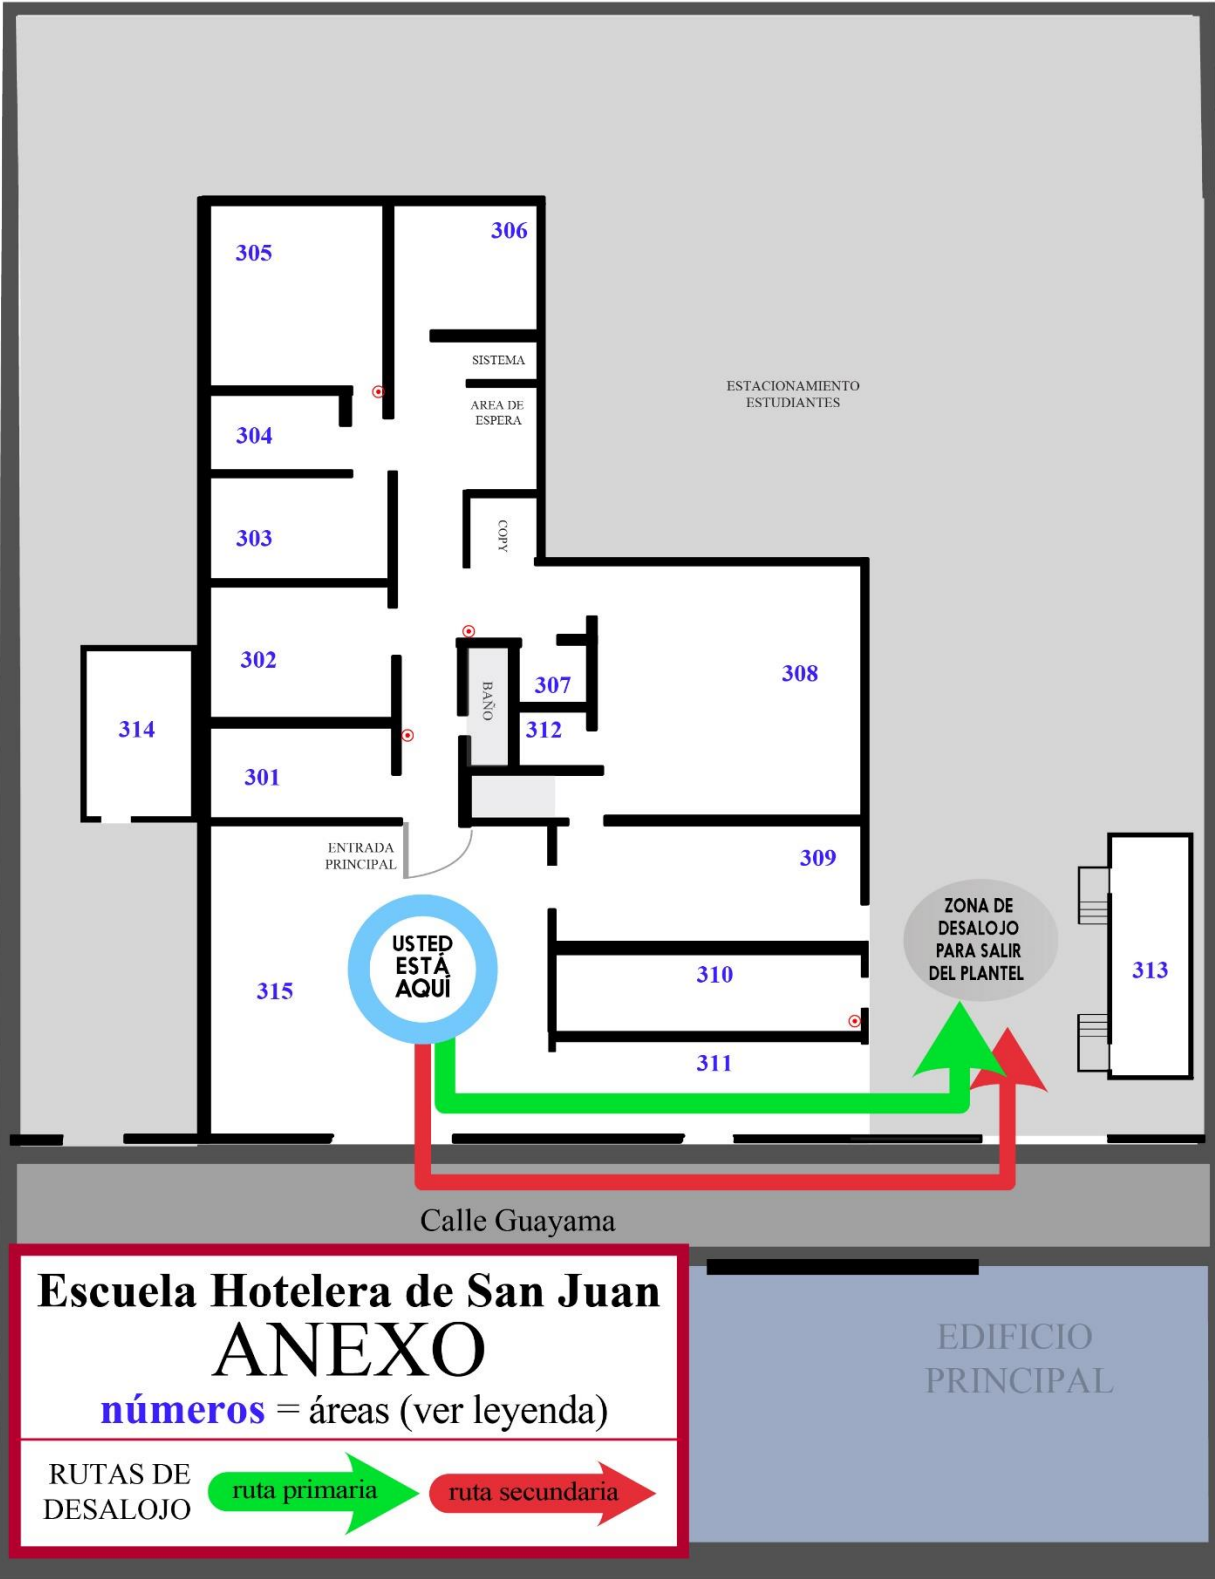 305
306
SISTEMA
AREA DE
ESPERA
ESTACIONAMIENTO
ESTUDIANTES
304
303
COPY
302
308
307
BAÑO
312
314
301
ENTRADA
PRINCIPAL
309
USTED
ESTÁ
AQUÍ
ZONA DE
DESALOJO
PARA SALIR
DEL PLANTEL
315
310
313
311
Calle Guayama
Escuela Hotelera de San Juan
ANEXO
números = áreas (ver leyenda)
RUTAS DE
DESALOJO
ruta primaria
ruta secundaria
EDIFICIO
PRINCIPAL